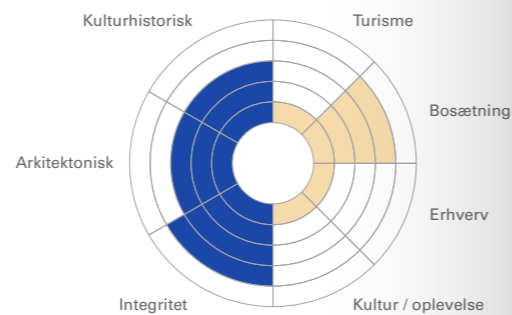 Kulturhistorisk
Turisme
Bosætning
Arkitektonisk
Erhverv
Integritet
Kultur / oplevelse